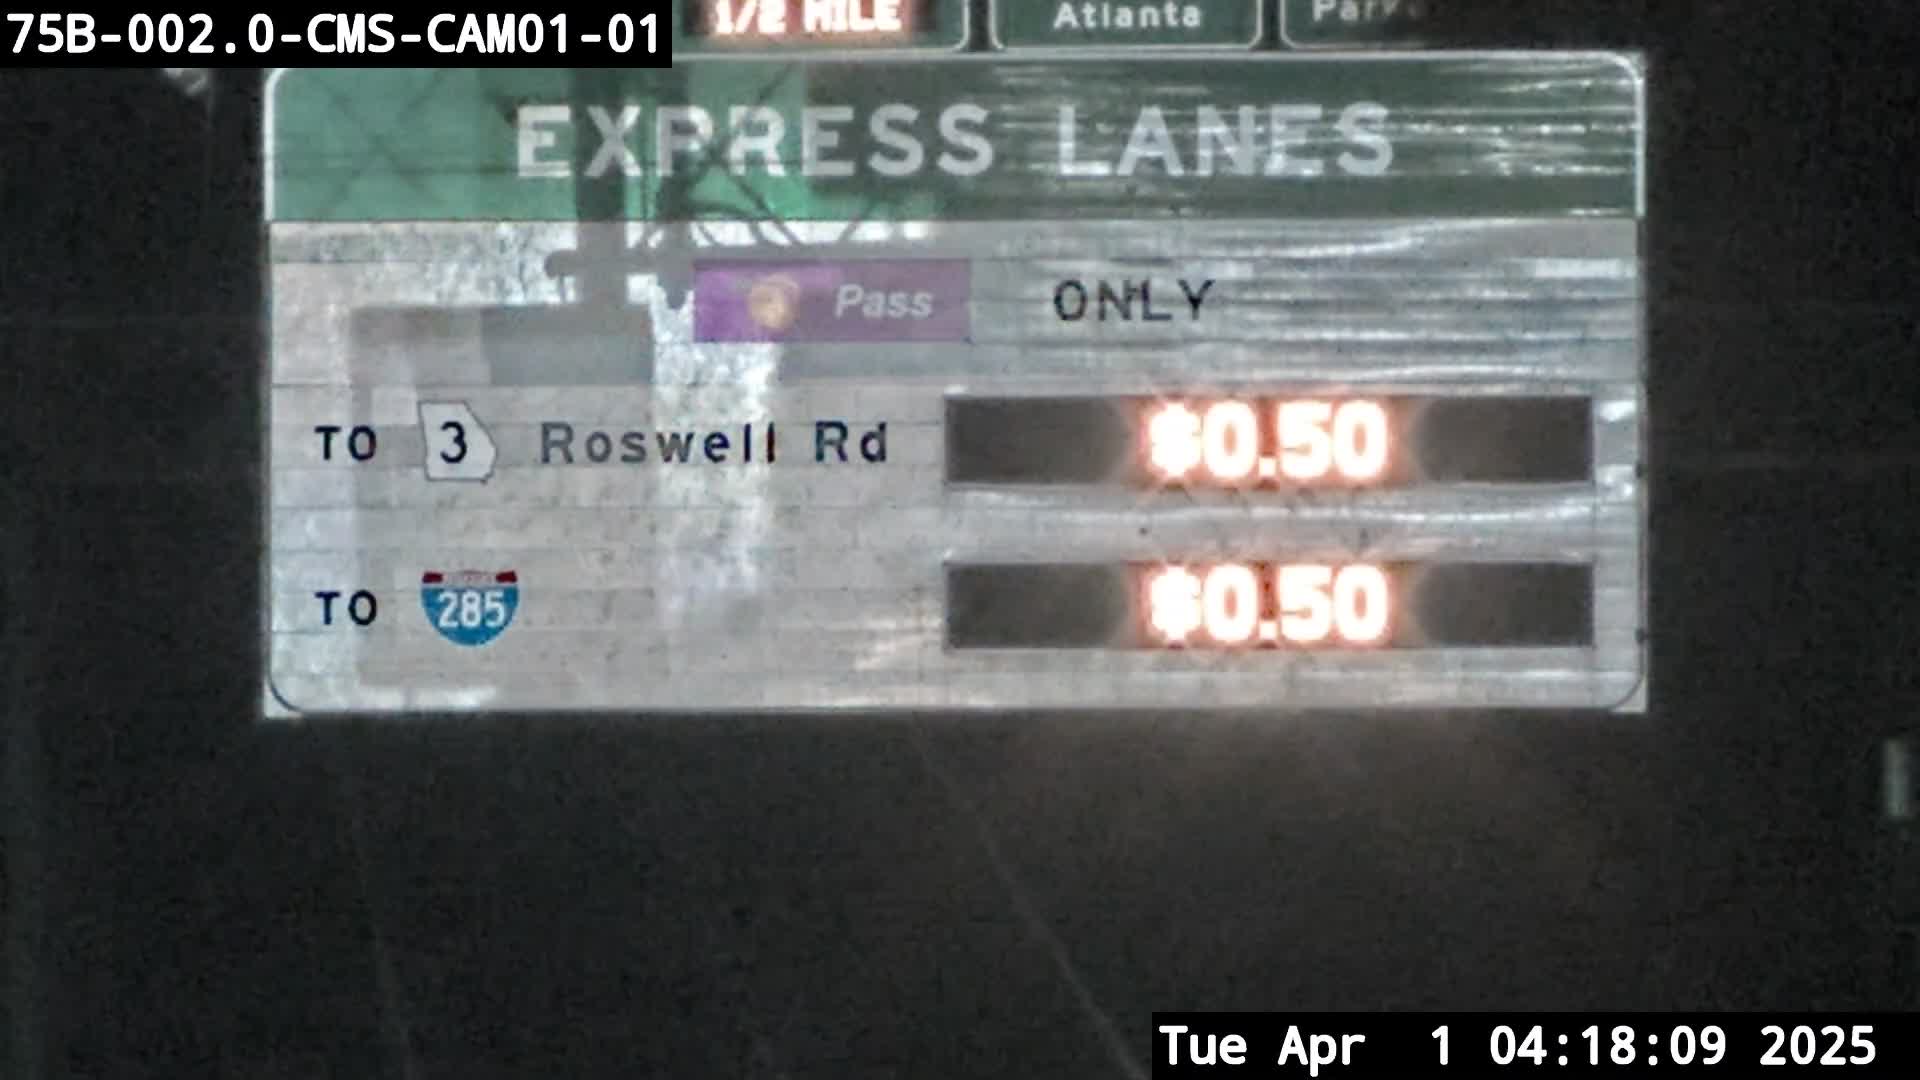 75B-002.0-CMS-CAM01-01
1/2 MILE
Atlanta
EXPRESS LANES
Pass ONLY
TO 3 Roswell Rd $0.50
TO 285 $0.50
Tue Apr 1 04:18:09 2025